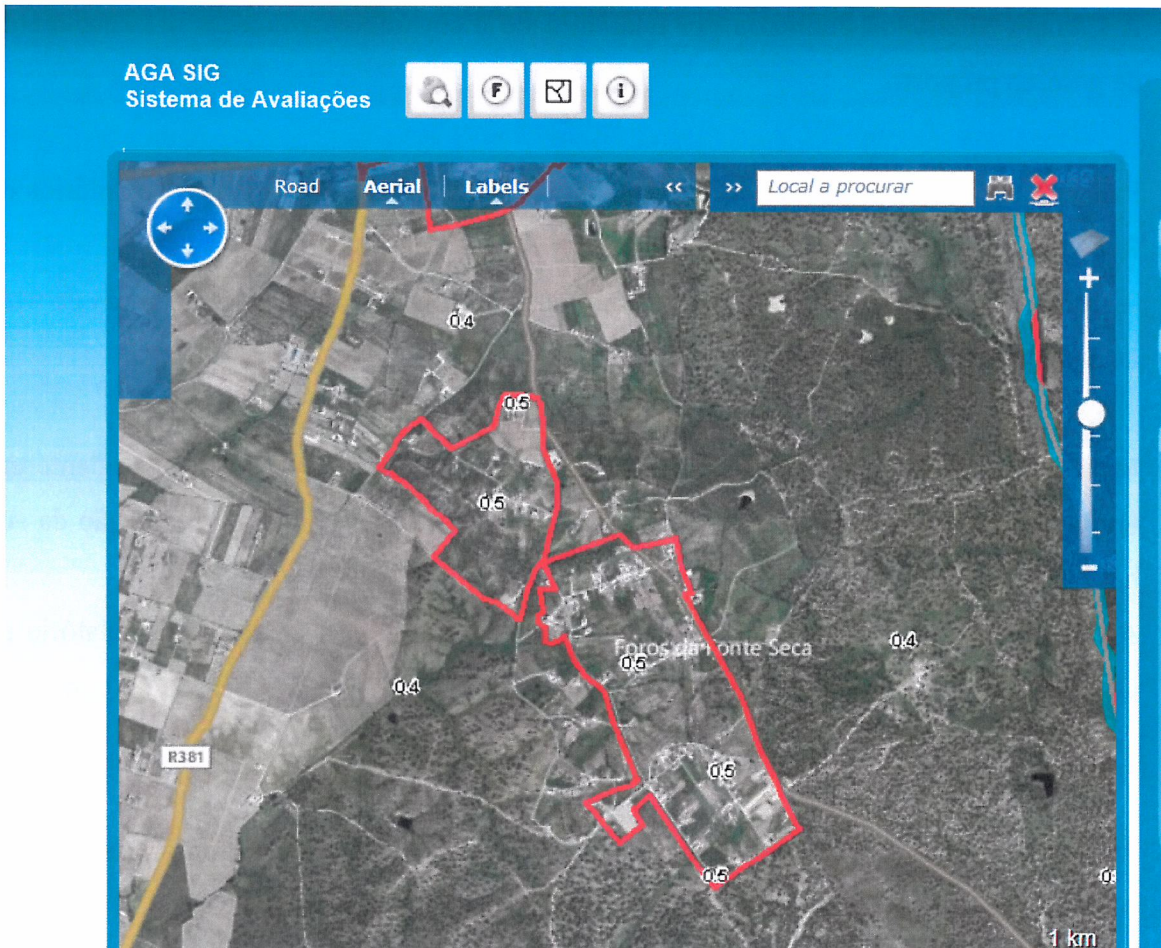 AGA SIG
Sistema de Avaliações
F
i
Road Aerial Labels << >> Local a procurar
0.4
0.5
0.5
Foros da Fonte Seca
0.4
0.5
0.4
R381
0.5
0.5
1 km